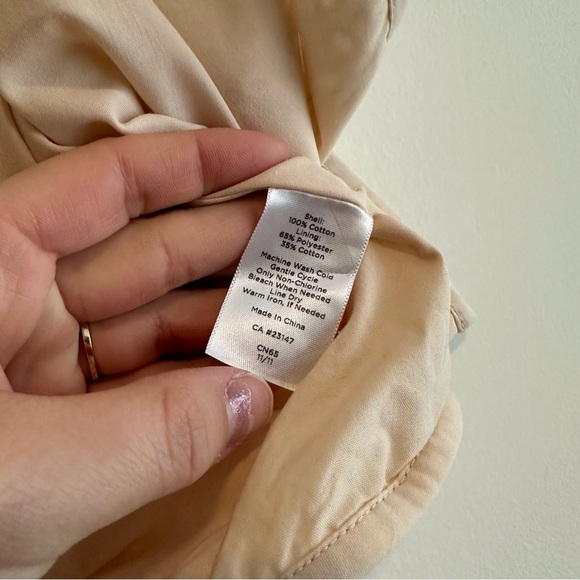 Shell:
100% Cotton
Lining:
65% Polyester
35% Cotton
Machine Wash Cold
Gentle Cycle
Only Non-Chlorine
Bleach When Needed
Line Dry
Warm Iron, If Needed
Made In China
CA #23147
CN65
11/11